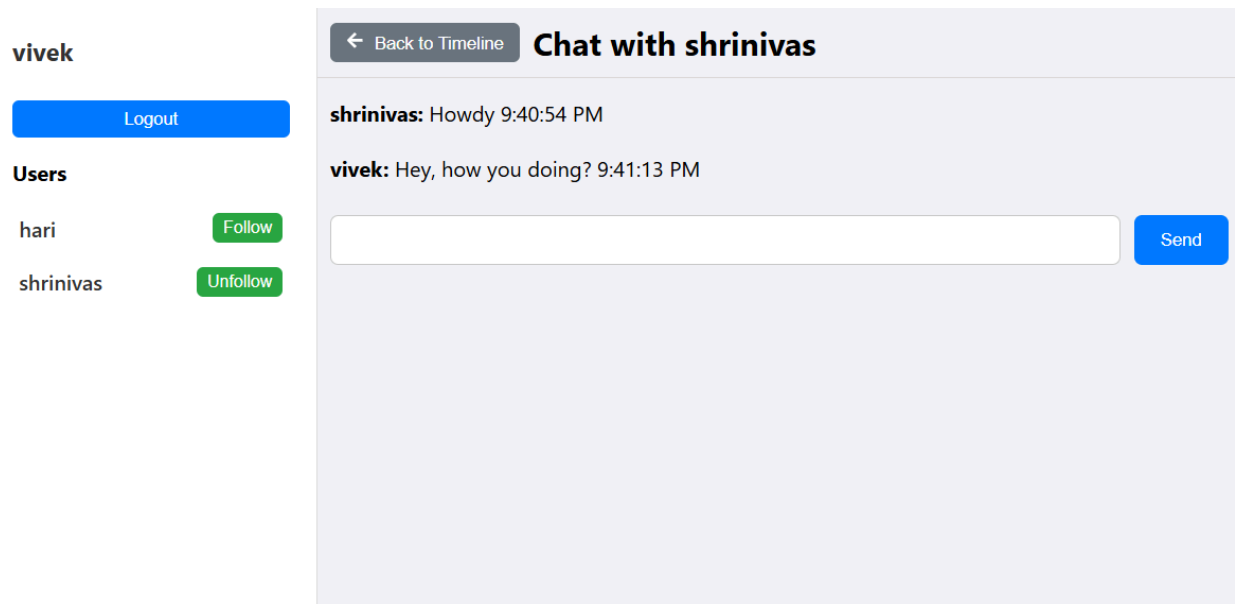 vivek
Logout
Users
hari Follow
shrinivas Unfollow
Back to Timeline Chat with shrinivas
shrinivas: Howdy 9:40:54 PM
vivek: Hey, how you doing? 9:41:13 PM
Send